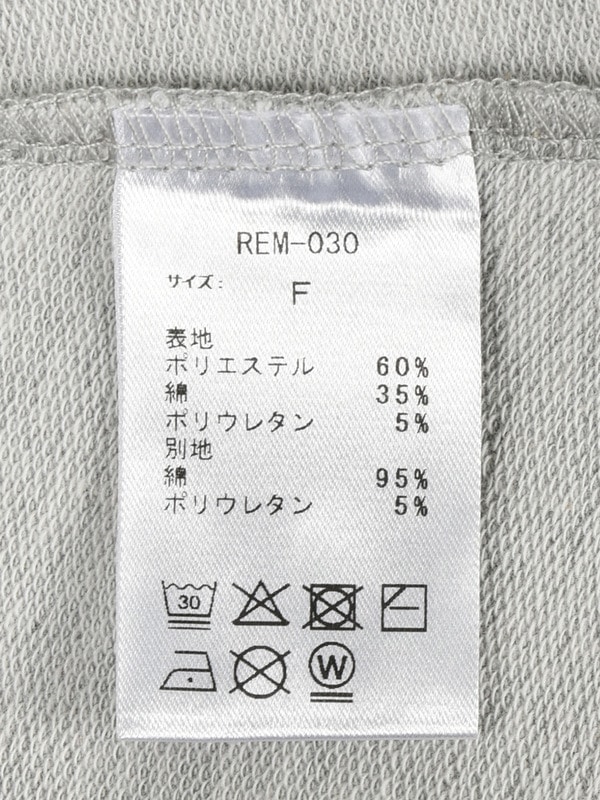 REM-030
サイズ: F
表地
ポリエステル 60%
綿 35%
ポリウレタン 5%
別地
綿 95%
ポリウレタン 5%
30
W